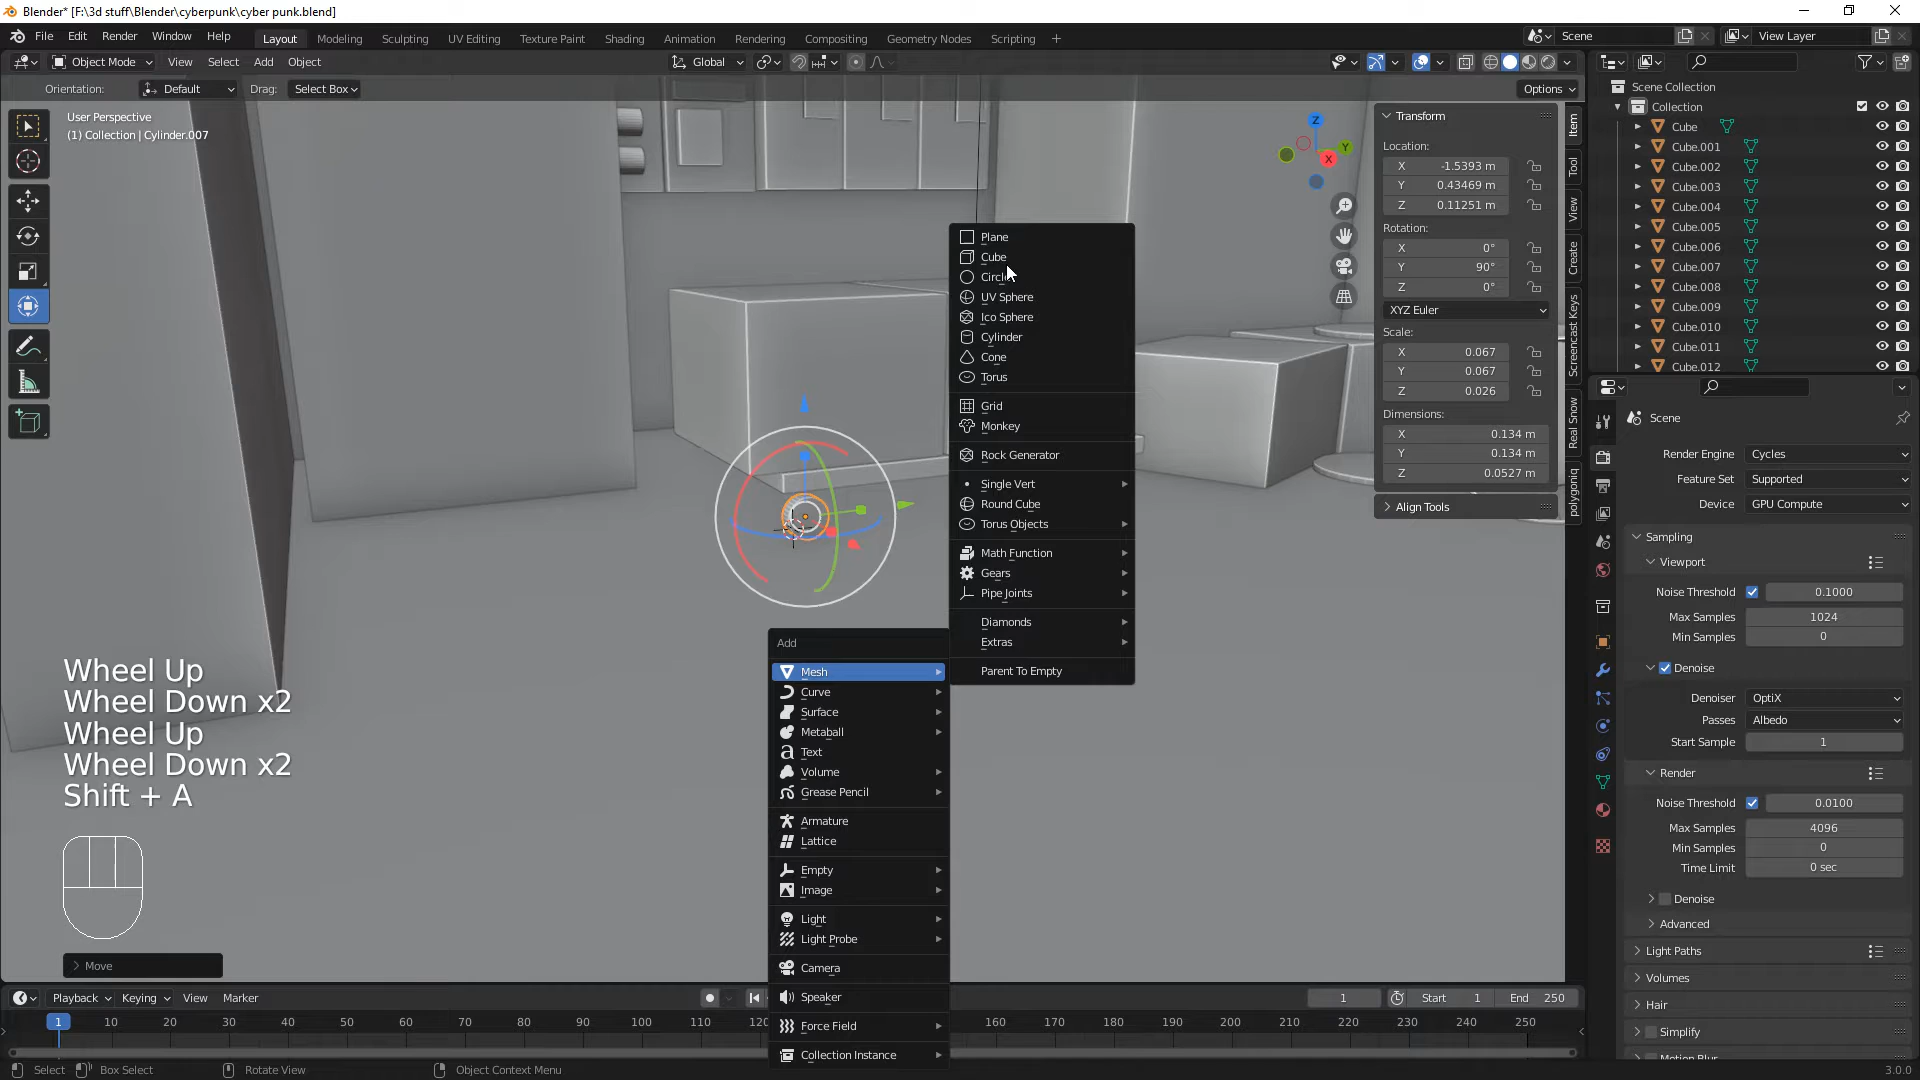 Blender* [F:\3d stuff\Blender\cyberpunk\cyber punk.blend]
File Edit Render Window Help Layout Modeling Sculpting UV Editing Texture Paint Shading Animation Rendering Compositing Geometry Nodes Scripting + Scene View Layer
Object Mode View Select Add Object Global
Orientation: Default Drag: Select Box Options
User Perspective
(1) Collection | Cylinder.007
Z
Y
X
Transform
Location:
X -1.5393 m
Y 0.43469 m
Z 0.11251 m
Rotation:
X 0°
Y 90°
Z 0°
XYZ Euler
Scale:
X 0.067
Y 0.067
Z 0.026
Dimensions:
X 0.134 m
Y 0.134 m
Z 0.0527 m
Align Tools
Item
Tool
View
Create
Screencast Keys
Real Snow
polygoniq
Plane
Cube
Circle
UV Sphere
Ico Sphere
Cylinder
Cone
Torus
Grid
Monkey
Rock Generator
Single Vert
Round Cube
Torus Objects
Math Function
Gears
Pipe Joints
Diamonds
Extras
Parent To Empty
Add
Mesh
Curve
Surface
Metaball
Text
Volume
Grease Pencil
Armature
Lattice
Empty
Image
Light
Light Probe
Camera
Speaker
Force Field
Collection Instance
Wheel Up
Wheel Down x2
Wheel Up
Wheel Down x2
Shift + A
Move
Scene Collection
Collection
Cube
Cube.001
Cube.002
Cube.003
Cube.004
Cube.005
Cube.006
Cube.007
Cube.008
Cube.009
Cube.010
Cube.011
Cube.012
Scene
Render Engine Cycles
Feature Set Supported
Device GPU Compute
Sampling
Viewport
Noise Threshold 0.1000
Max Samples 1024
Min Samples 0
Denoise
Denoiser OptiX
Passes Albedo
Start Sample 1
Render
Noise Threshold 0.0100
Max Samples 4096
Min Samples 0
Time Limit 0 sec
Denoise
Advanced
Light Paths
Volumes
Hair
Simplify
Motion Blur
Playback Keying View Marker 1 Start 1 End 250
1 10 20 30 40 50 60 70 80 90 100 110 160 170 180 190 200 210 220 230 240 250
Select Box Select Rotate View Object Context Menu 3.0.0